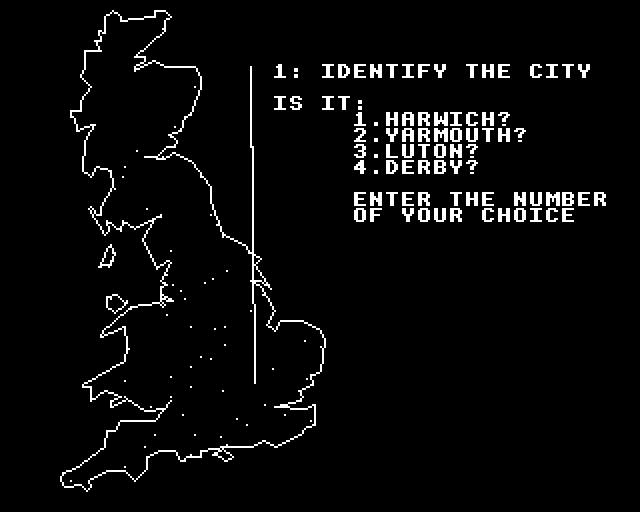 1: IDENTIFY THE CITY
IS IT:
1.HARWICH?
2.YARMOUTH?
3.LUTON?
4.DERBY?
ENTER THE NUMBER
OF YOUR CHOICE